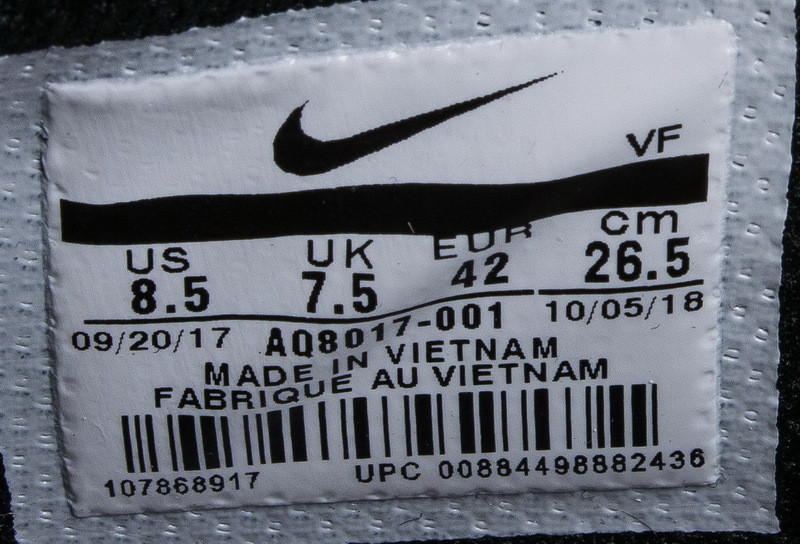 VF
US UK EUR cm
8.5 7.5 42 26.5
09/20/17 AQ8017-001 10/05/18
MADE IN VIETNAM
FABRIQUE AU VIETNAM
107868917 UPC 00884498882436